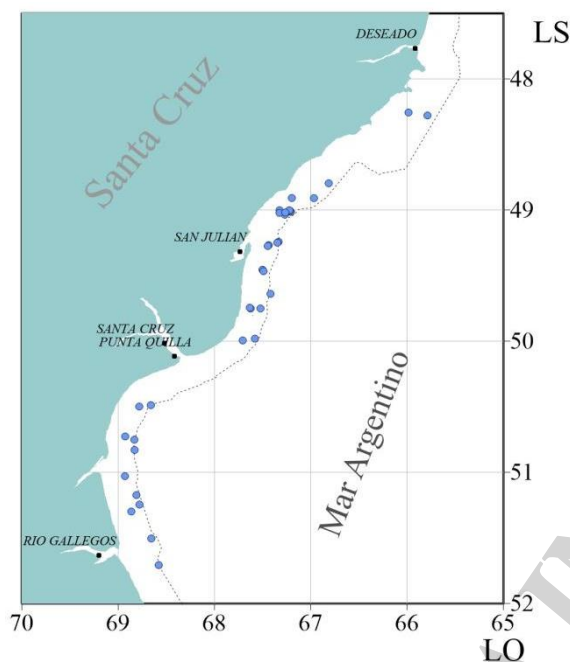 DESEADO
LS
48
Santa Cruz
49
SAN JULIAN
SANTA CRUZ
PUNTA QUILLA
50
Mar Argentino
51
RIO GALLEGOS
52
70 69 68 67 66 65
LO